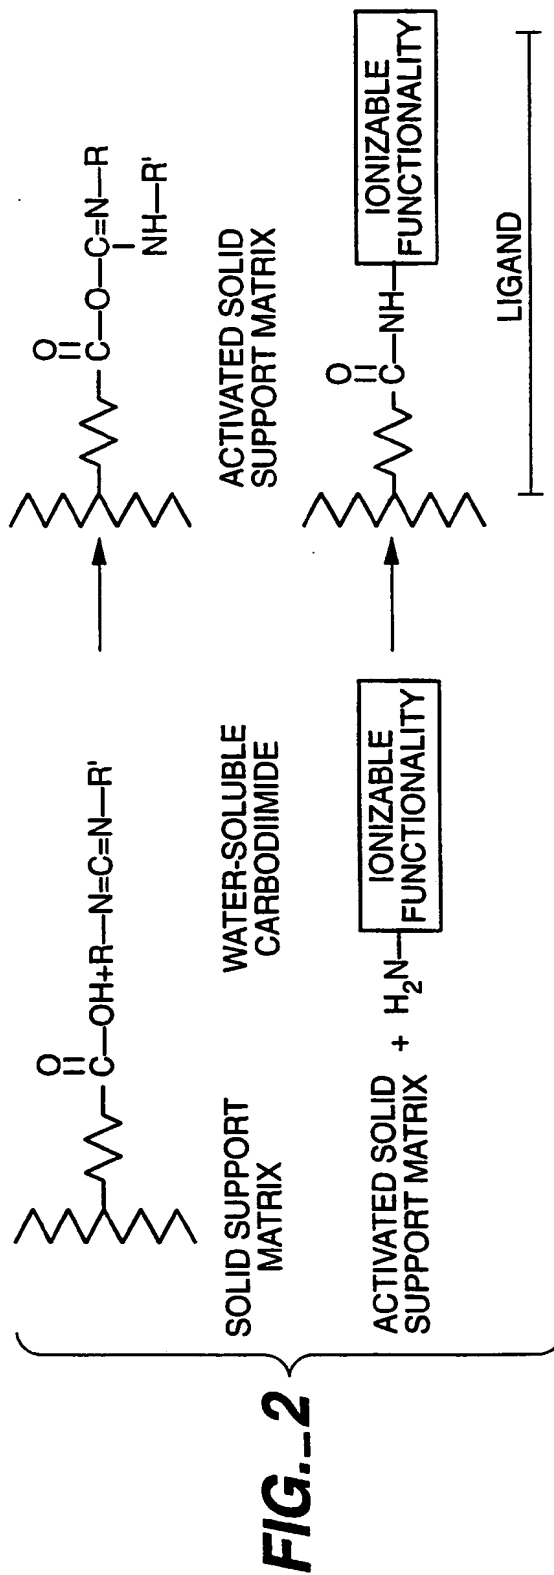 FIG._2
O
C—OH+R—N=C=N—R'
SOLID SUPPORT
MATRIX
WATER-SOLUBLE
CARBODIIMIDE
O
C—O—C=N—R
NH—R'
ACTIVATED SOLID
SUPPORT MATRIX
ACTIVATED SOLID
SUPPORT MATRIX
+ H2N—
IONIZABLE
FUNCTIONALITY
O
C—NH—
IONIZABLE
FUNCTIONALITY
LIGAND